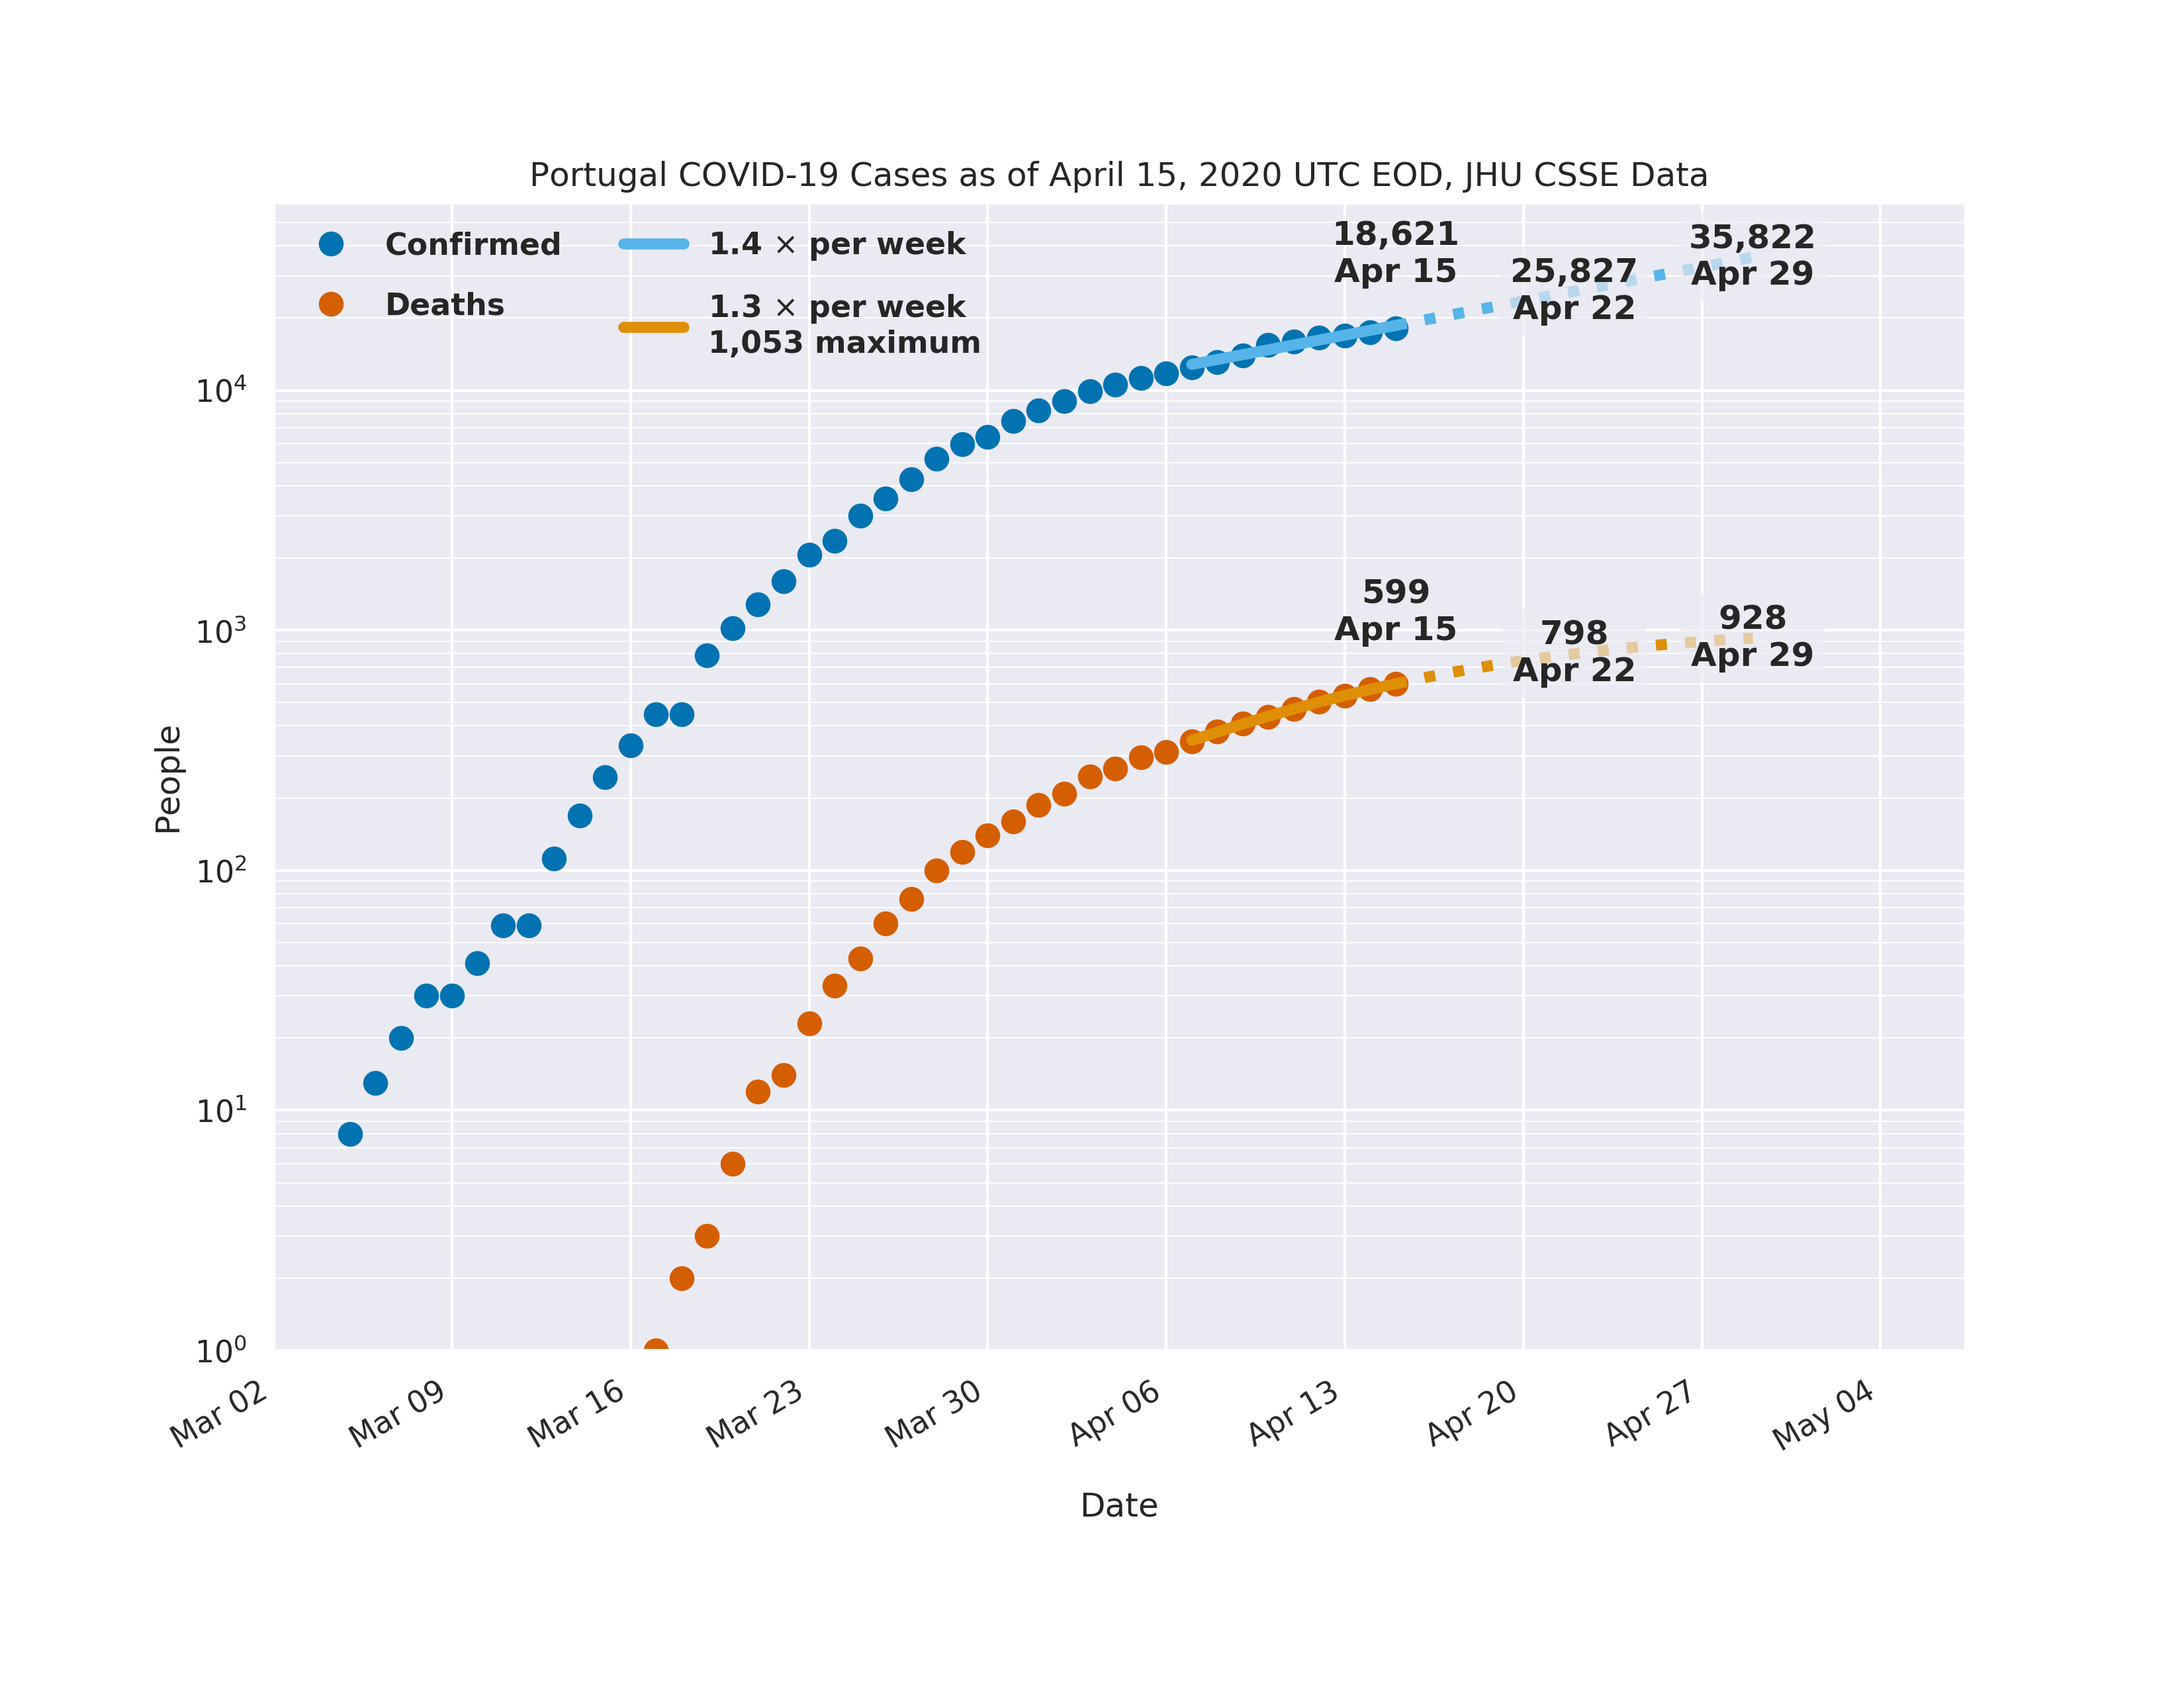 Portugal COVID-19 Cases as of April 15, 2020 UTC EOD, JHU CSSE Data
Confirmed
Deaths
1.4 × per week
1.3 × per week
1,053 maximum
18,621
Apr 15
25,827
Apr 22
35,822
Apr 29
599
Apr 15
798
Apr 22
928
Apr 29
People
10⁴
10³
10²
10¹
10⁰
Mar 02
Mar 09
Mar 16
Mar 23
Mar 30
Apr 06
Apr 13
Apr 20
Apr 27
May 04
Date